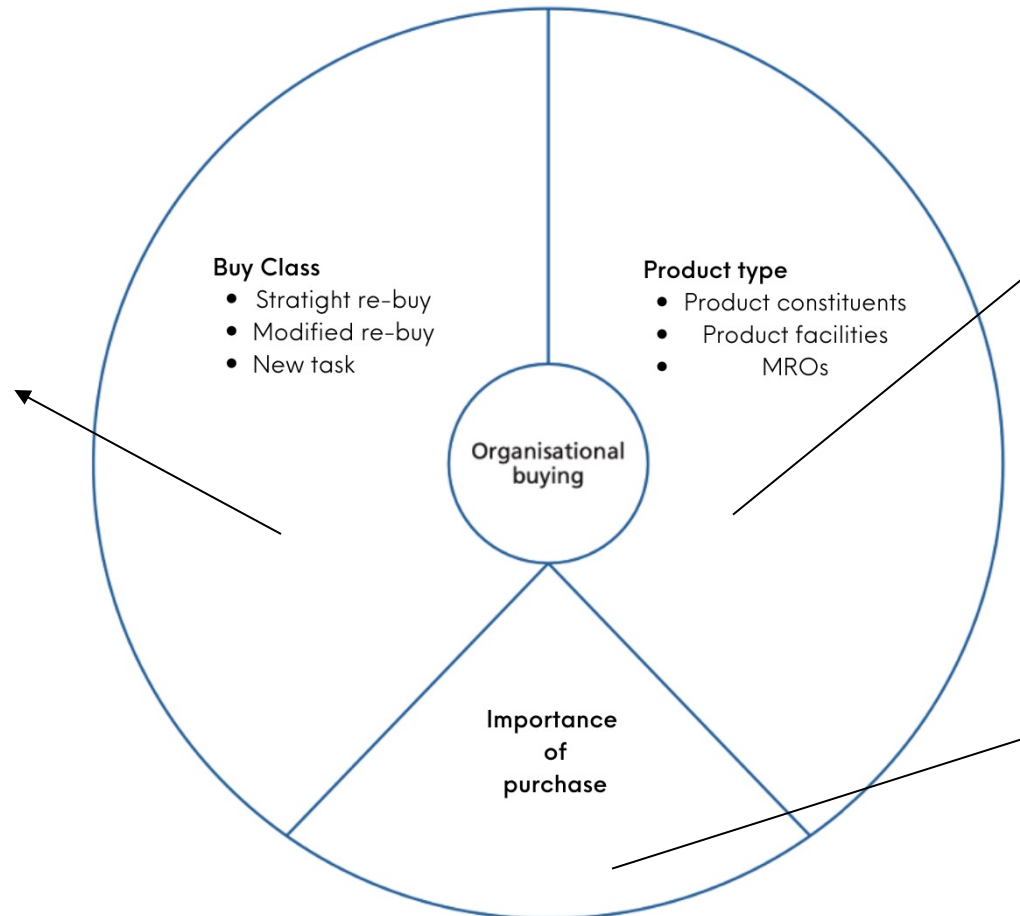 Buy Class
• Stratight re-buy
• Modified re-buy
• New task
Product type
• Product constituents
• Product facilities
• MROs
Organisational
buying
Importance
of
purchase